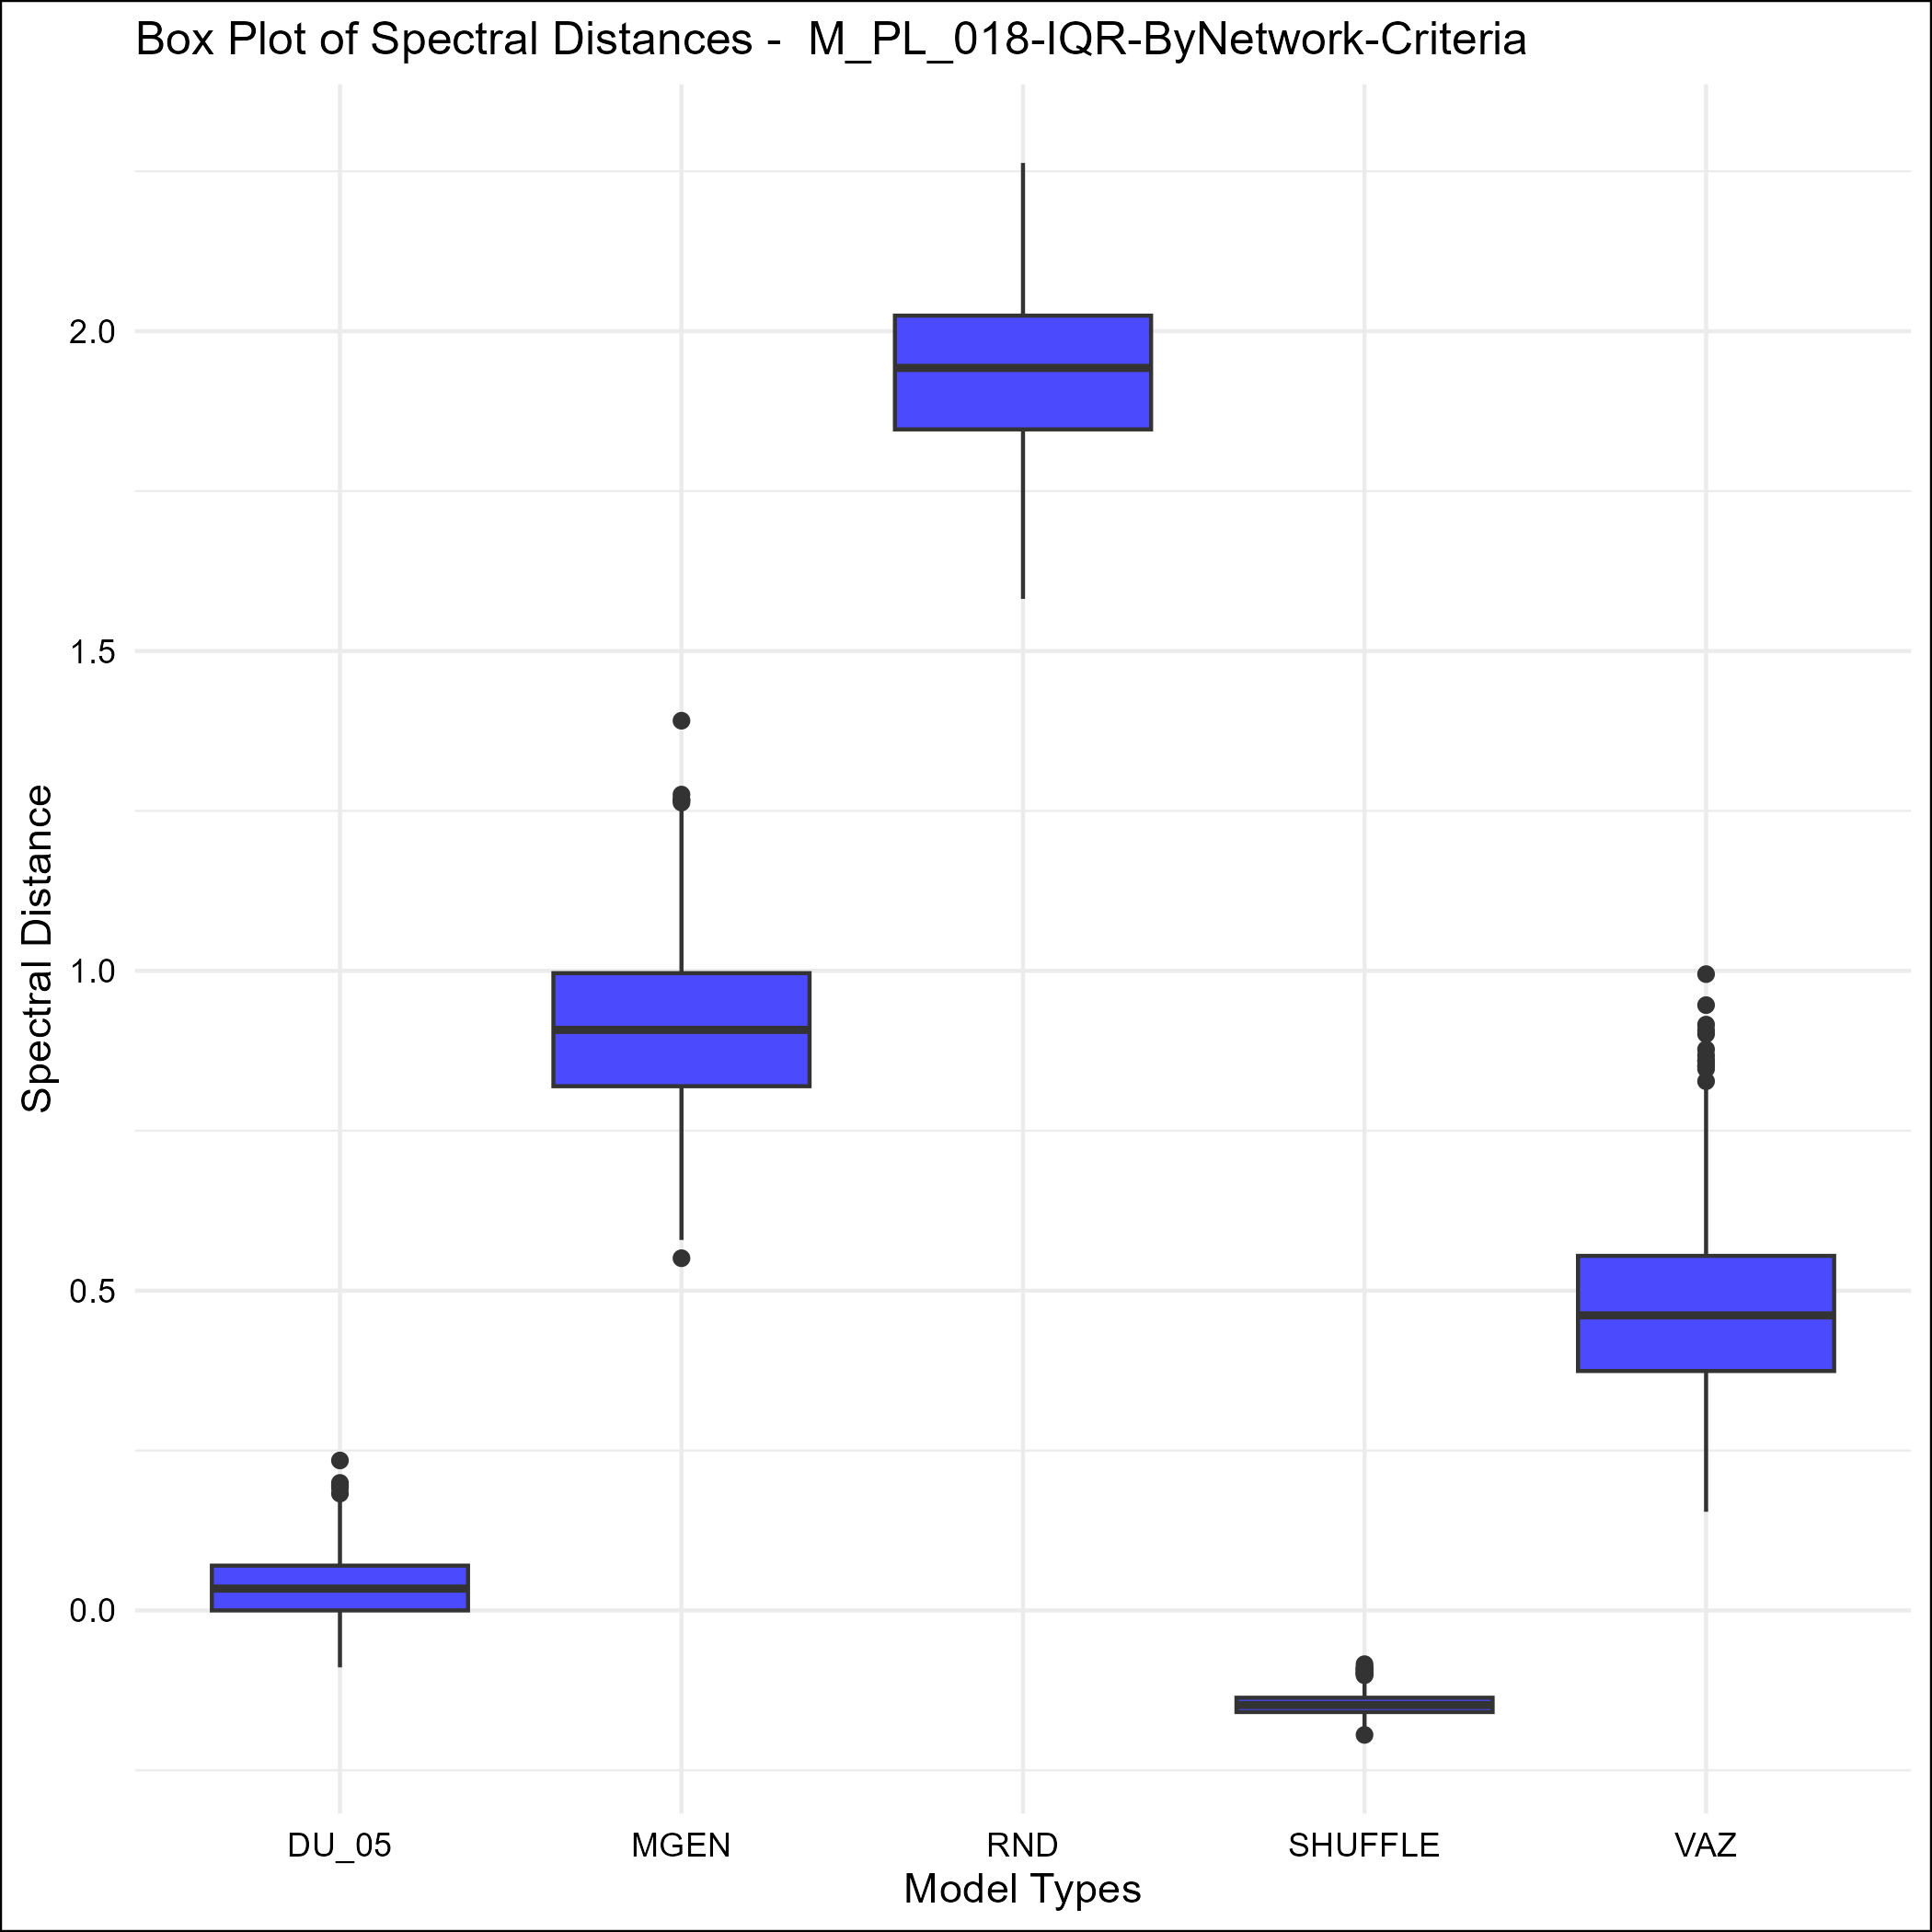 Box Plot of Spectral Distances -  M_PL_018-IQR-ByNetwork-Criteria
Spectral Distance
2.0
1.5
1.0
0.5
0.0
DU_05 MGEN RND SHUFFLE VAZ
Model Types